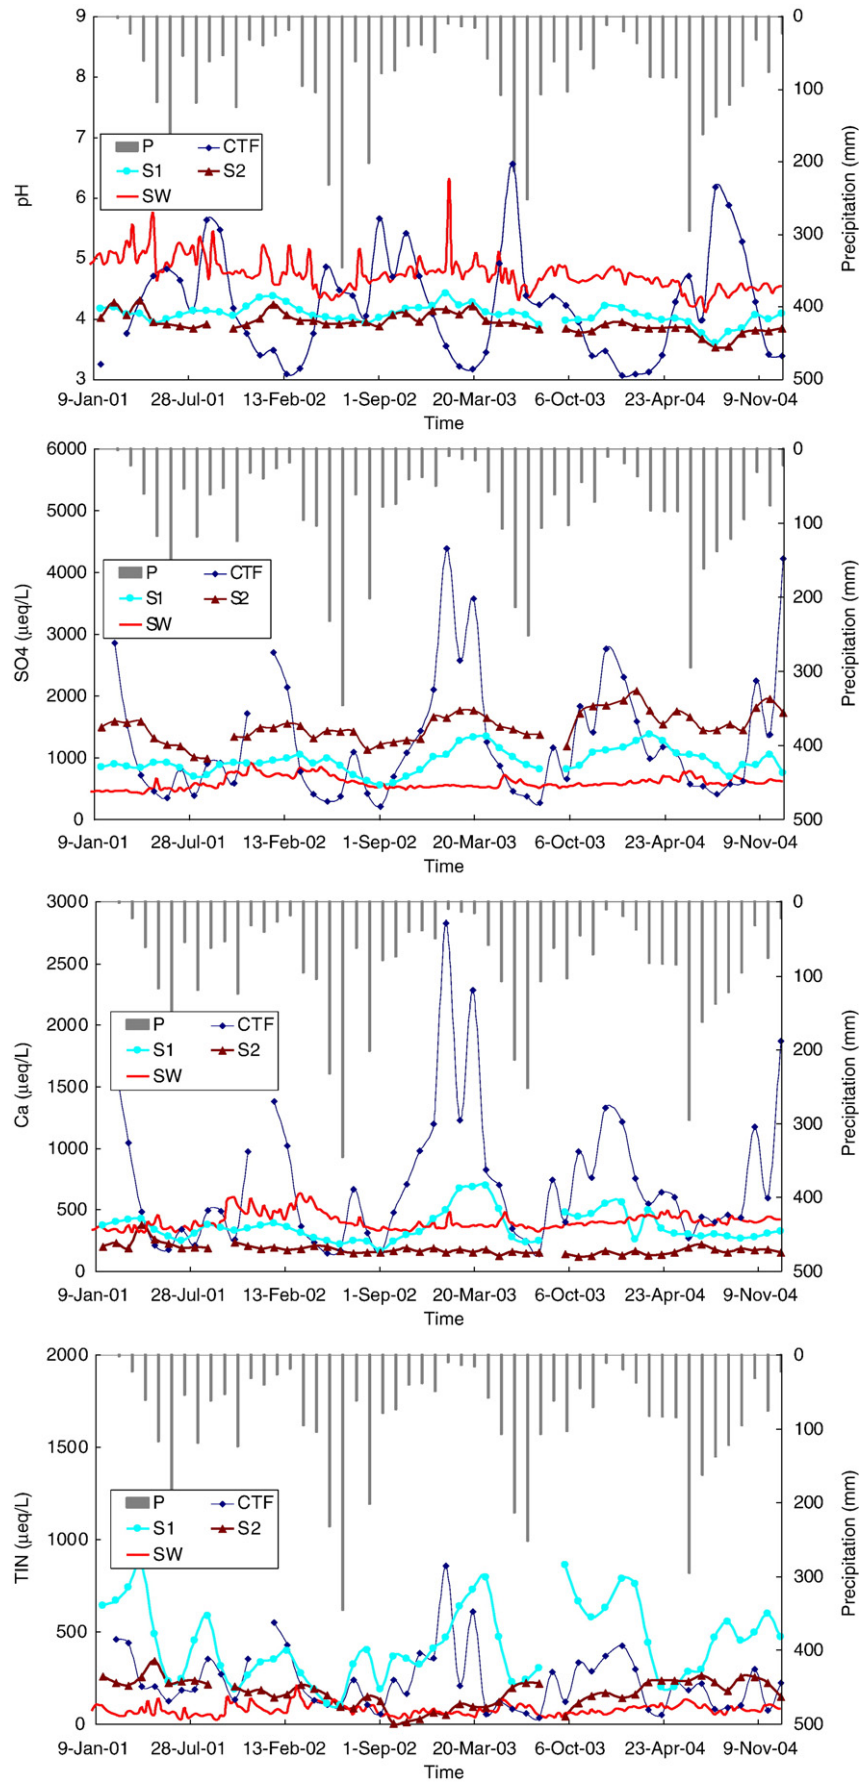 9 0
8 100
7 200
6 300
5 400
4 500
3
pH
Precipitation (mm)
P CTF
S1 S2
SW
9-Jan-01 28-Jul-01 13-Feb-02 1-Sep-02 20-Mar-03 6-Oct-03 23-Apr-04 9-Nov-04
Time
6000 0
5000 100
4000 200
3000 300
2000 400
1000 500
0
SO4 (µeq/L)
Precipitation (mm)
P CTF
S1 S2
SW
9-Jan-01 28-Jul-01 13-Feb-02 1-Sep-02 20-Mar-03 6-Oct-03 23-Apr-04 9-Nov-04
Time
3000 0
2500 100
2000 200
1500 300
1000 400
500 500
0
Ca (µeq/L)
Precipitation (mm)
P CTF
S1 S2
SW
9-Jan-01 28-Jul-01 13-Feb-02 1-Sep-02 20-Mar-03 6-Oct-03 23-Apr-04 9-Nov-04
Time
2000 0
1500 100
1000 200
500 300
0 400
500
TIN (µeq/L)
Precipitation (mm)
P CTF
S1 S2
SW
9-Jan-01 28-Jul-01 13-Feb-02 1-Sep-02 20-Mar-03 6-Oct-03 23-Apr-04 9-Nov-04
Time